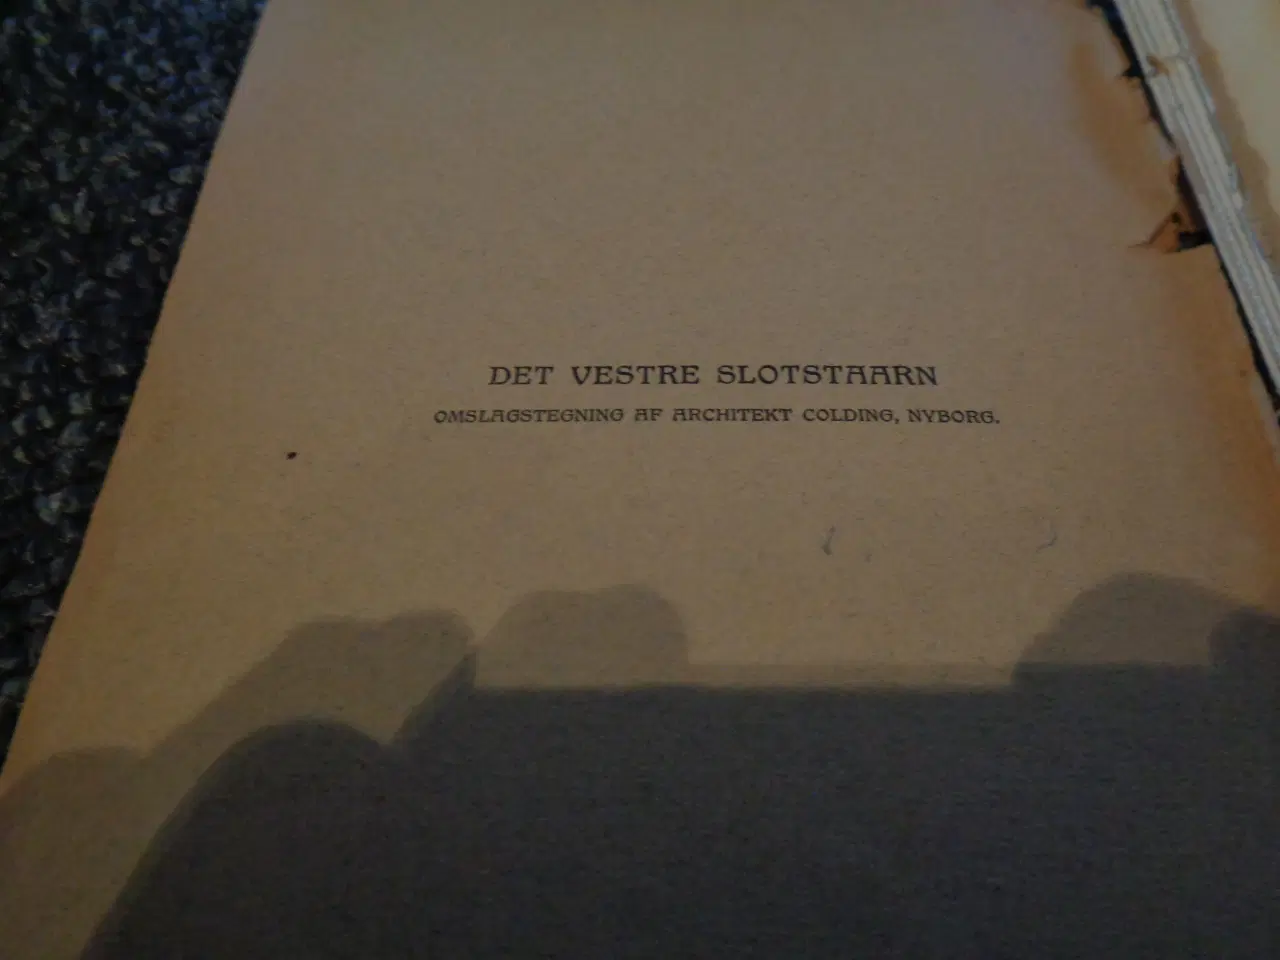 DET VESTRE SLOTSTAARN
OMSLAGSTEGNING AF ARCHITEKT COLDING, NYBORG.